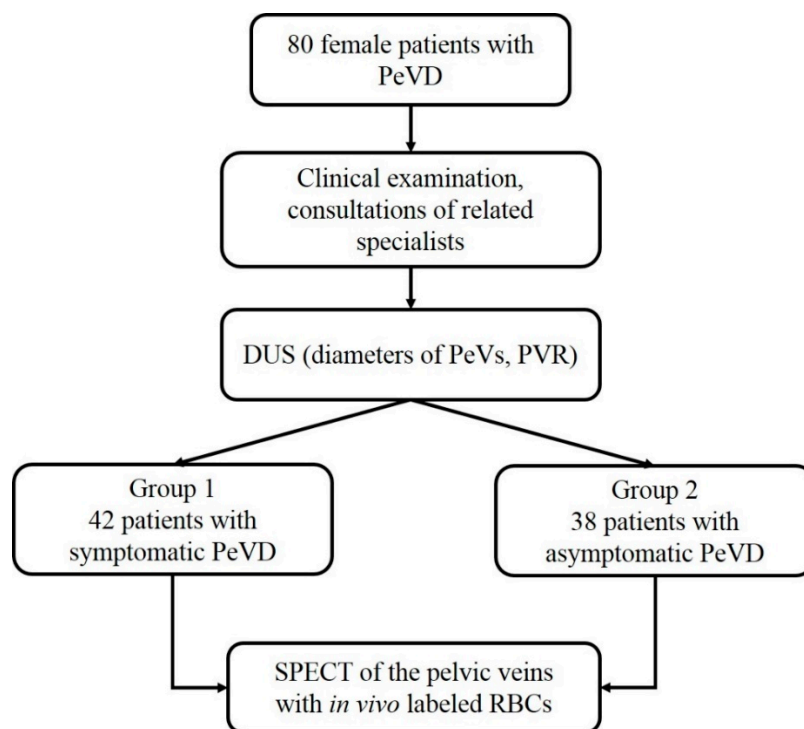 80 female patients with
PeVD
Clinical examination,
consultations of related
specialists
DUS (diameters of PeVs, PVR)
Group 1
42 patients with
symptomatic PeVD
Group 2
38 patients with
asymptomatic PeVD
SPECT of the pelvic veins
with in vivo labeled RBCs